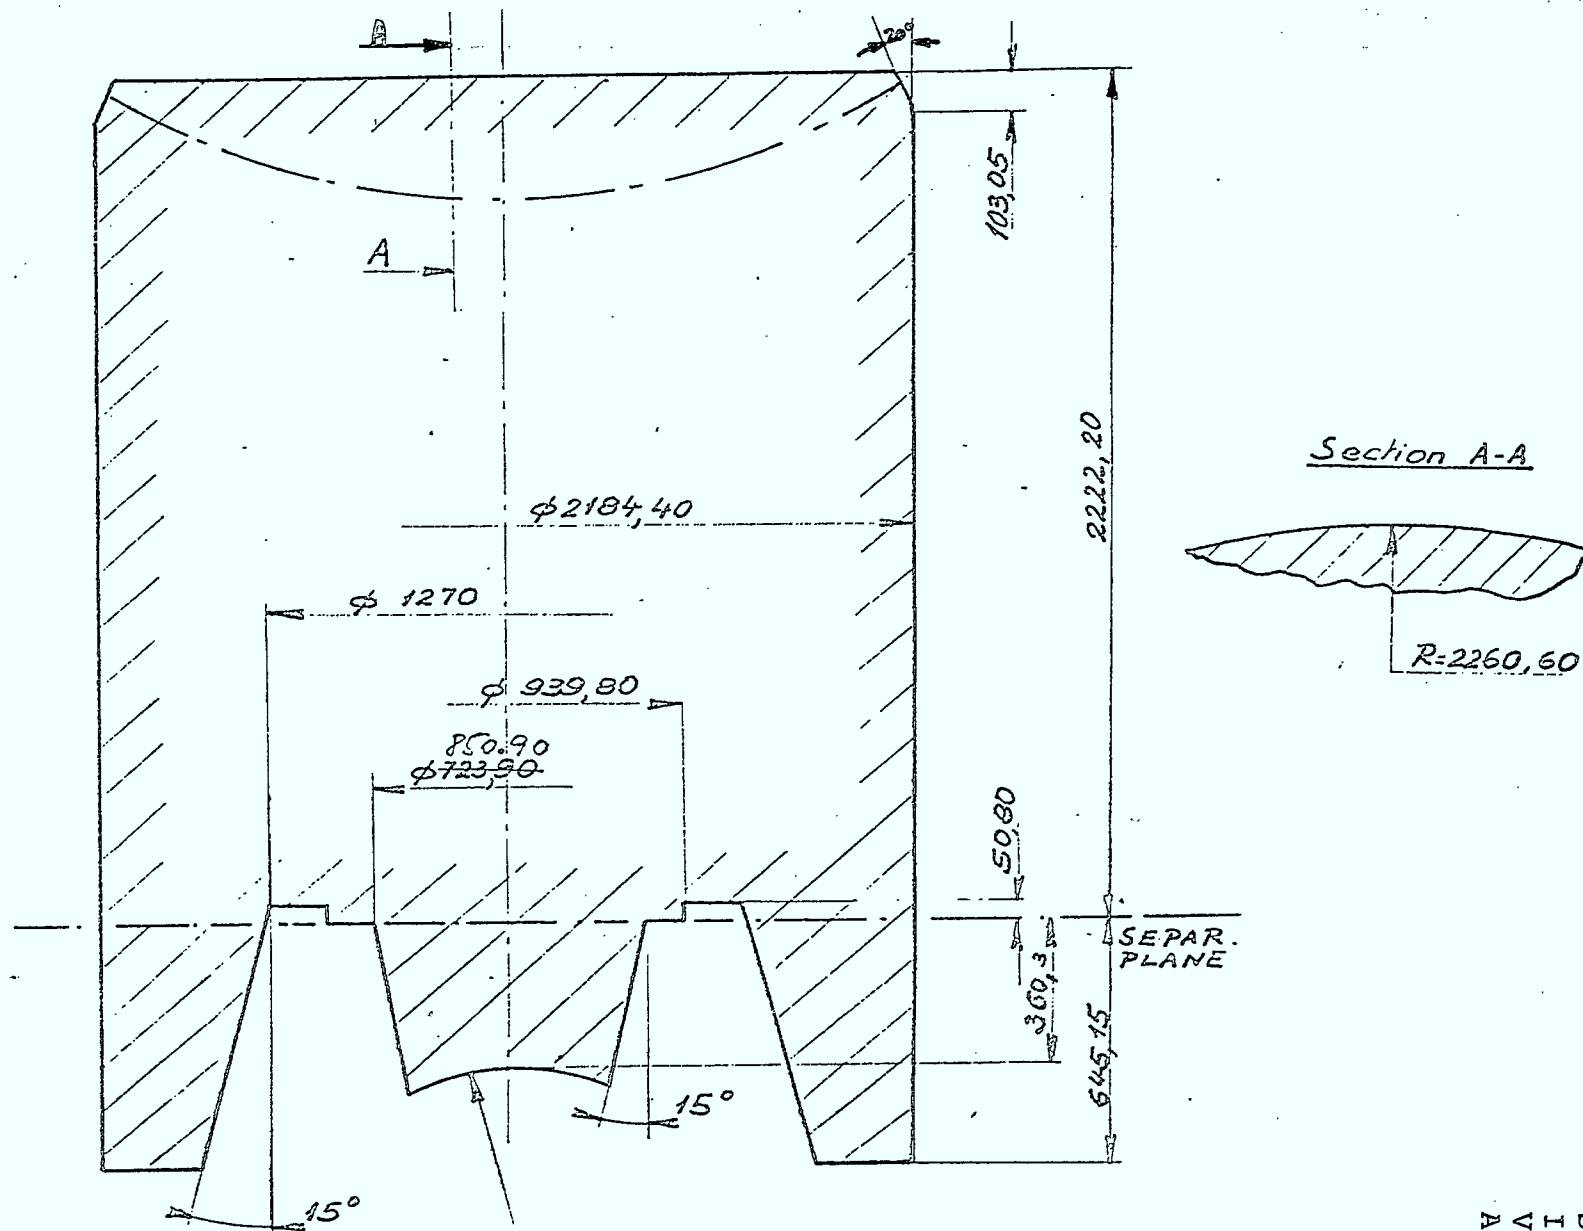 A
20°
103,05
A
2222,20
Section A-A
ϕ2184,40
ϕ 1270
R=2260,60
ϕ 939,80
850.90
ϕ723,90
50,80
SEPAR.
PLANE
360,3
645,15
15°
15°